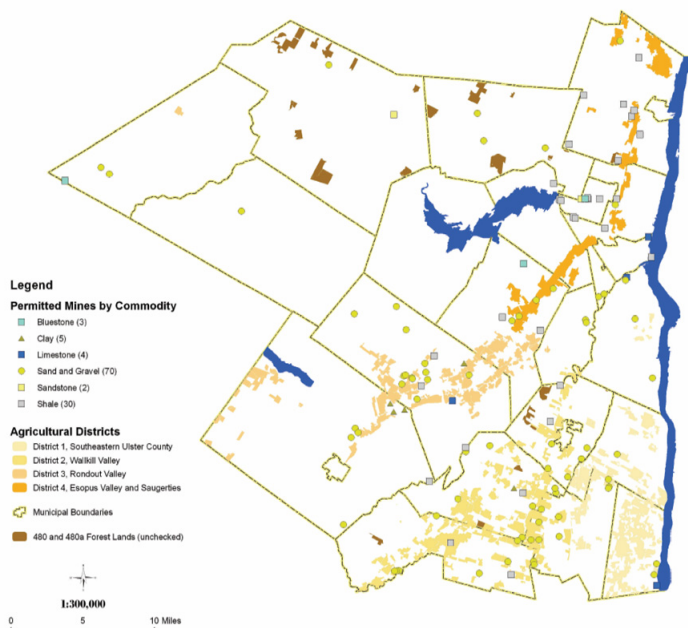 Legend
Permitted Mines by Commodity
Bluestone (3)
Clay (5)
Limestone (4)
Sand and Gravel (70)
Sandstone (2)
Shale (30)
Agricultural Districts
District 1, Southeastern Ulster County
District 2, Wallkill Valley
District 3, Rondout Valley
District 4, Esopus Valley and Saugerties
Municipal Boundaries
480 and 480a Forest Lands (unchecked)
1:300,000
0 5 10 Miles